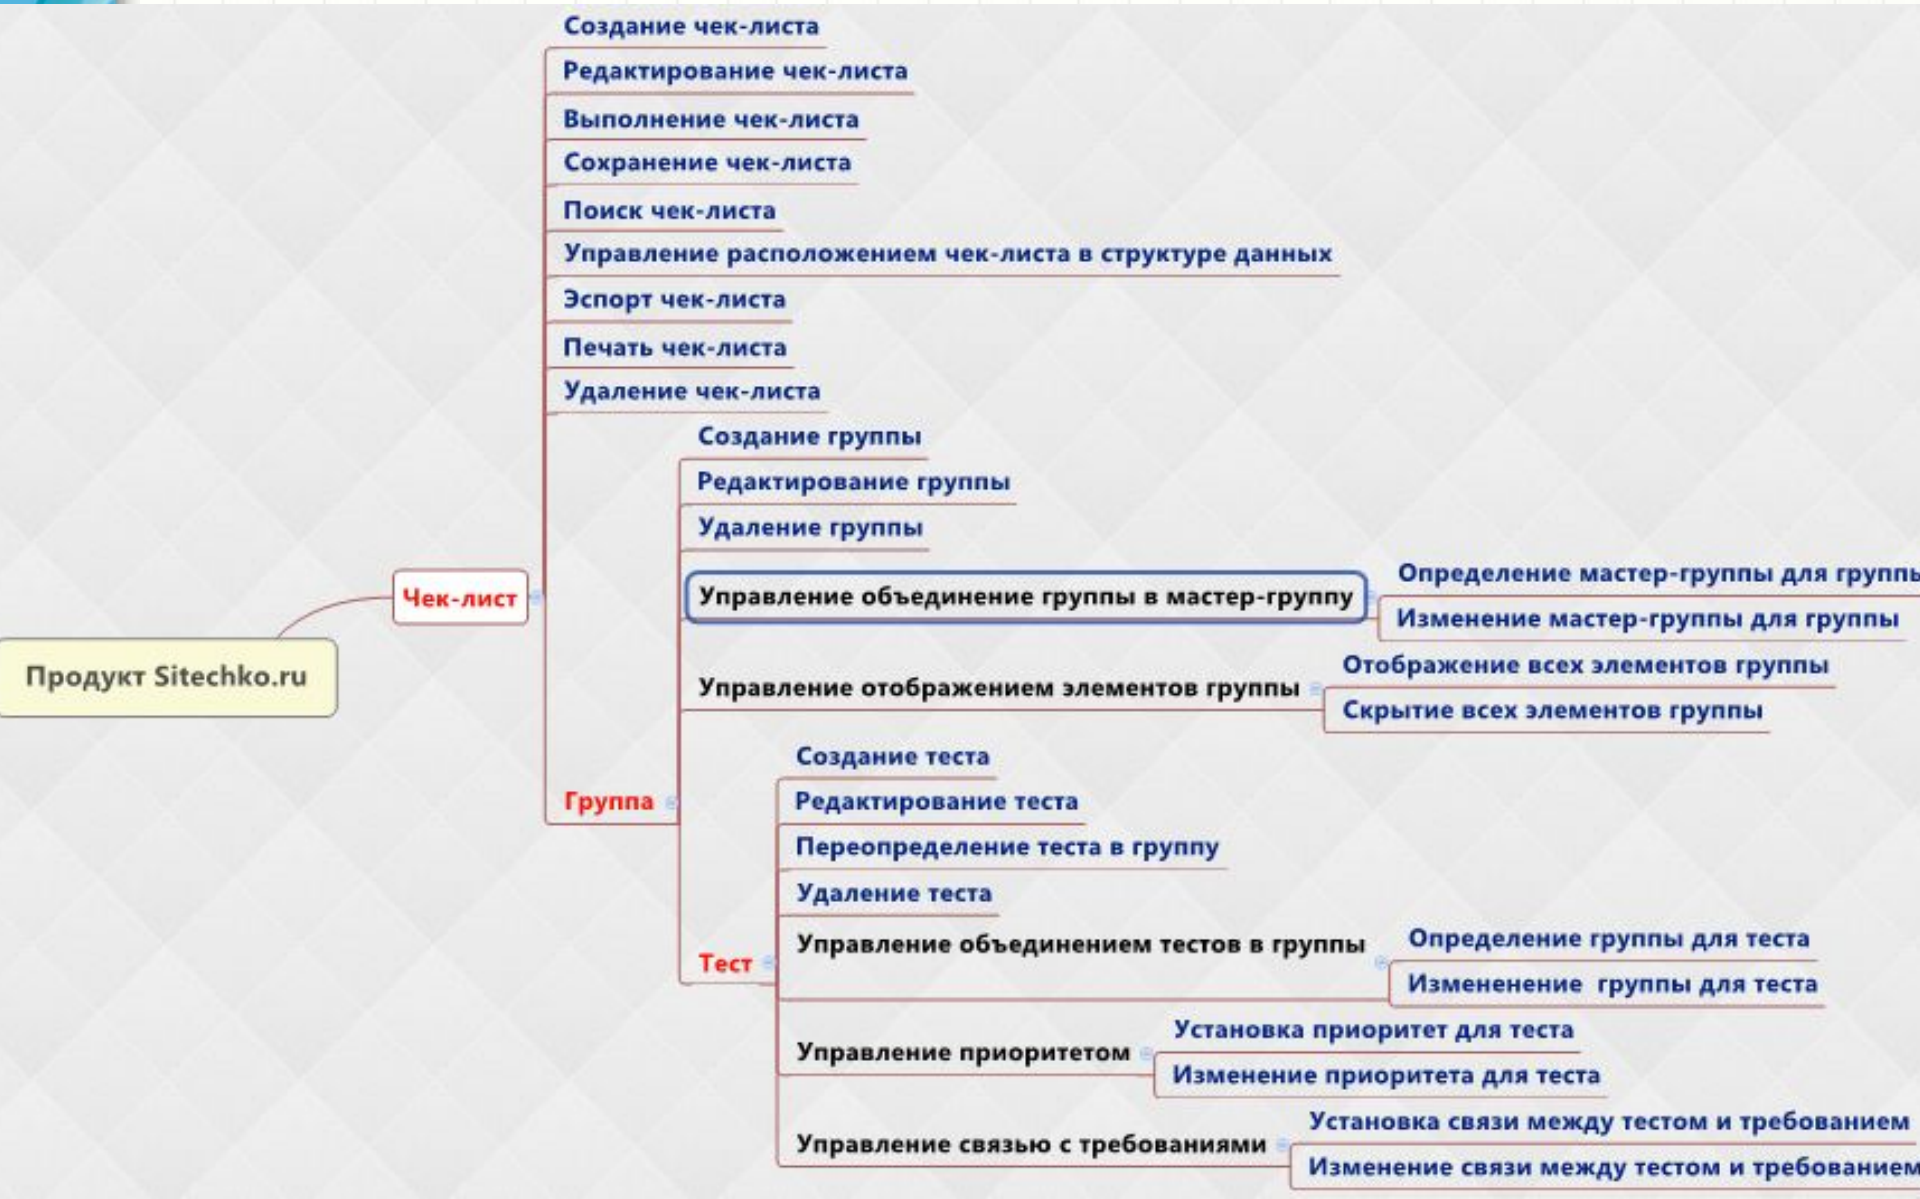 Создание чек-листа
Редактирование чек-листа
Выполнение чек-листа
Сохранение чек-листа
Поиск чек-листа
Управление расположением чек-листа в структуре данных
Эспорт чек-листа
Печать чек-листа
Удаление чек-листа
Создание группы
Редактирование группы
Удаление группы
Определение мастер-группы для группы
Чек-лист
Управление объединение группы в мастер-группу
Изменение мастер-группы для группы
Отображение всех элементов группы
Продукт Sitechko.ru
Управление отображением элементов группы
Скрытие всех элементов группы
Создание теста
Группа
Редактирование теста
Переопределение теста в группу
Удаление теста
Управление объединением тестов в группы
Определение группы для теста
Тест
Измененение группы для теста
Установка приоритет для теста
Управление приоритетом
Изменение приоритета для теста
Установка связи между тестом и требованием
Управление связью с требованиями
Изменение связи между тестом и требованием